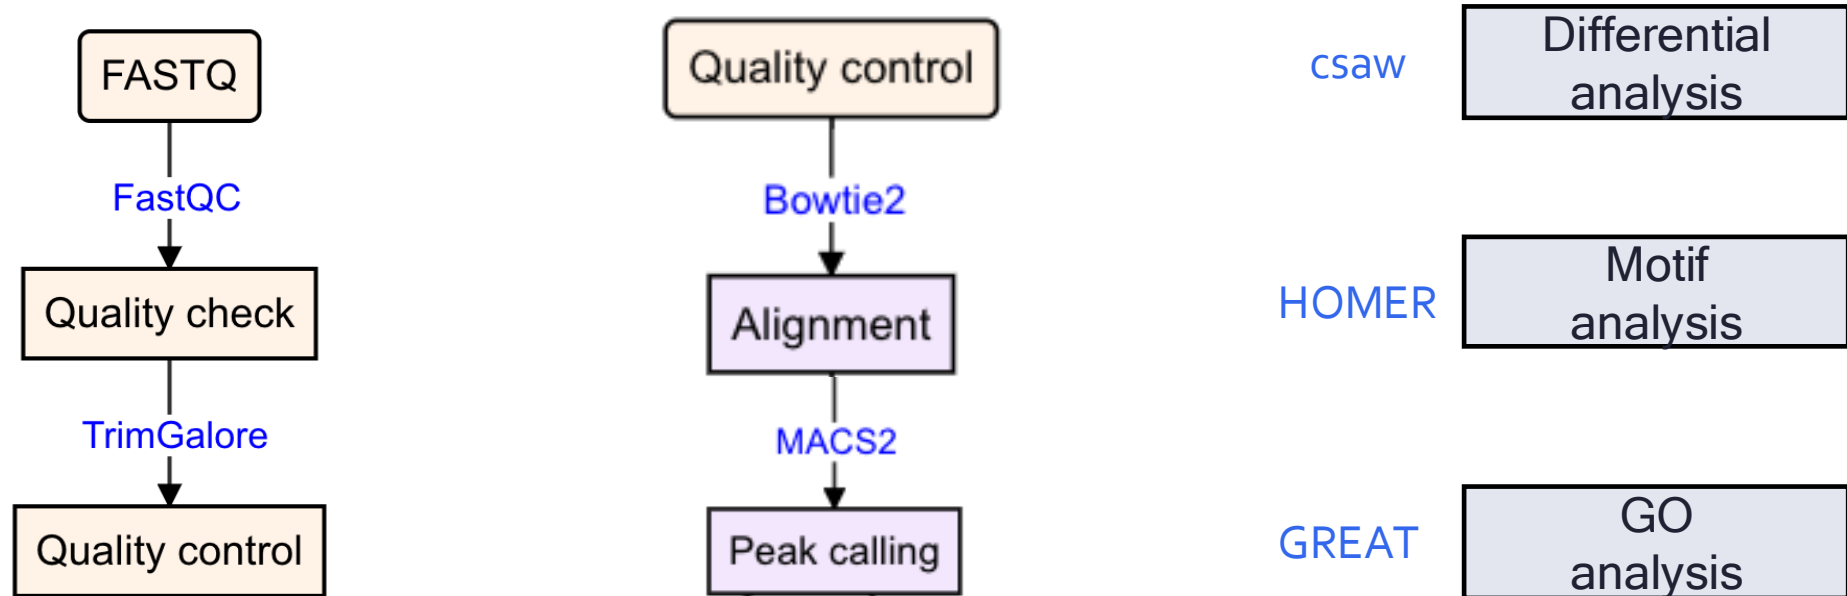 FASTQ
FastQC
Quality check
TrimGalore
Quality control
Quality control
Bowtie2
Alignment
MACS2
Peak calling
csaw
Differential
analysis
HOMER
Motif
analysis
GREAT
GO
analysis